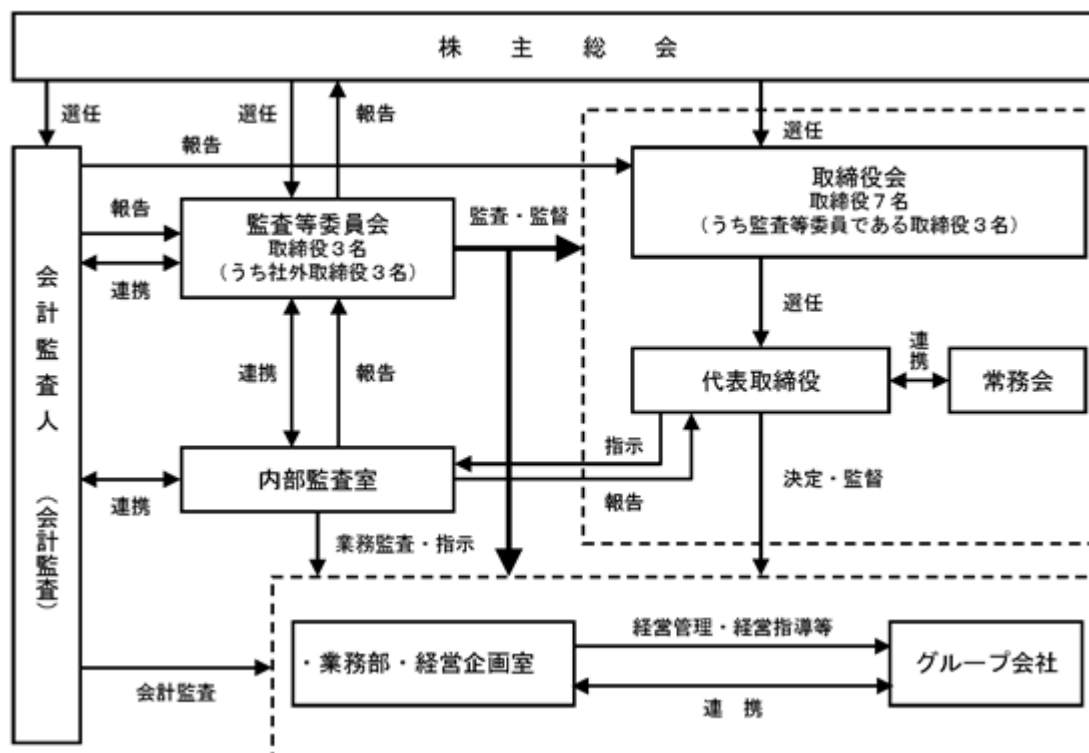 株主総会
選任
選任
報告
選任
報告
取締役会
取締役7名
(うち監査等委員である取締役3名)
報告
監査等委員会
取締役3名
(うち社外取締役3名)
監査・監督
連携
会計監査人
(会計監査)
選任
連携
報告
代表取締役
連携
常務会
指示
内部監査室
連携
報告
決定・監督
業務監査・指示
経営管理・経営指導等
・業務部・経営企画室
グループ会社
会計監査
連携